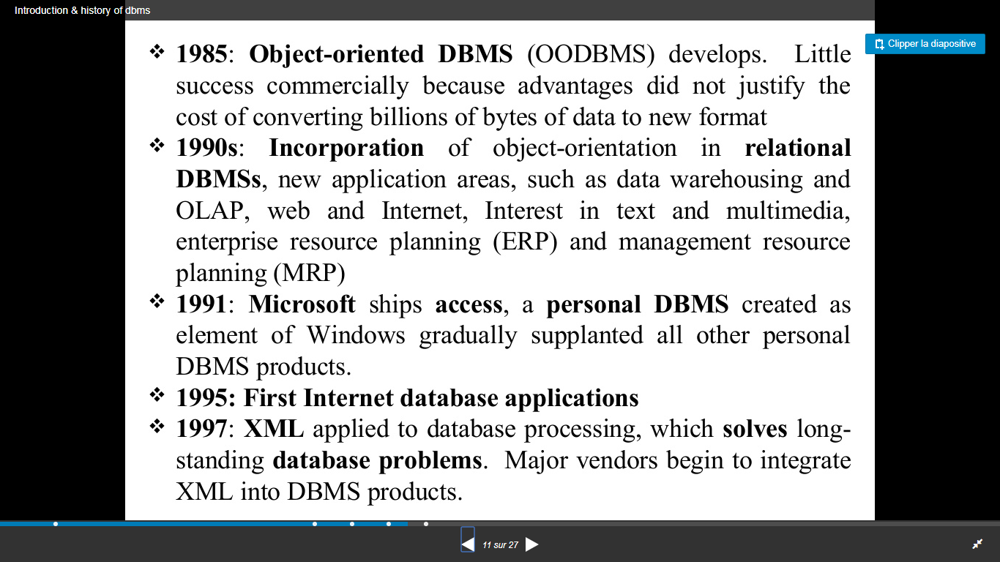 Introduction & history of dbms
Clipper la diapositive
❖ 1985: Object-oriented DBMS (OODBMS) develops. Little
success commercially because advantages did not justify the
cost of converting billions of bytes of data to new format
❖ 1990s: Incorporation of object-orientation in relational
DBMSs, new application areas, such as data warehousing and
OLAP, web and Internet, Interest in text and multimedia,
enterprise resource planning (ERP) and management resource
planning (MRP)
❖ 1991: Microsoft ships access, a personal DBMS created as
element of Windows gradually supplanted all other personal
DBMS products.
❖ 1995: First Internet database applications
❖ 1997: XML applied to database processing, which solves long-
standing database problems. Major vendors begin to integrate
XML into DBMS products.
11 sur 27